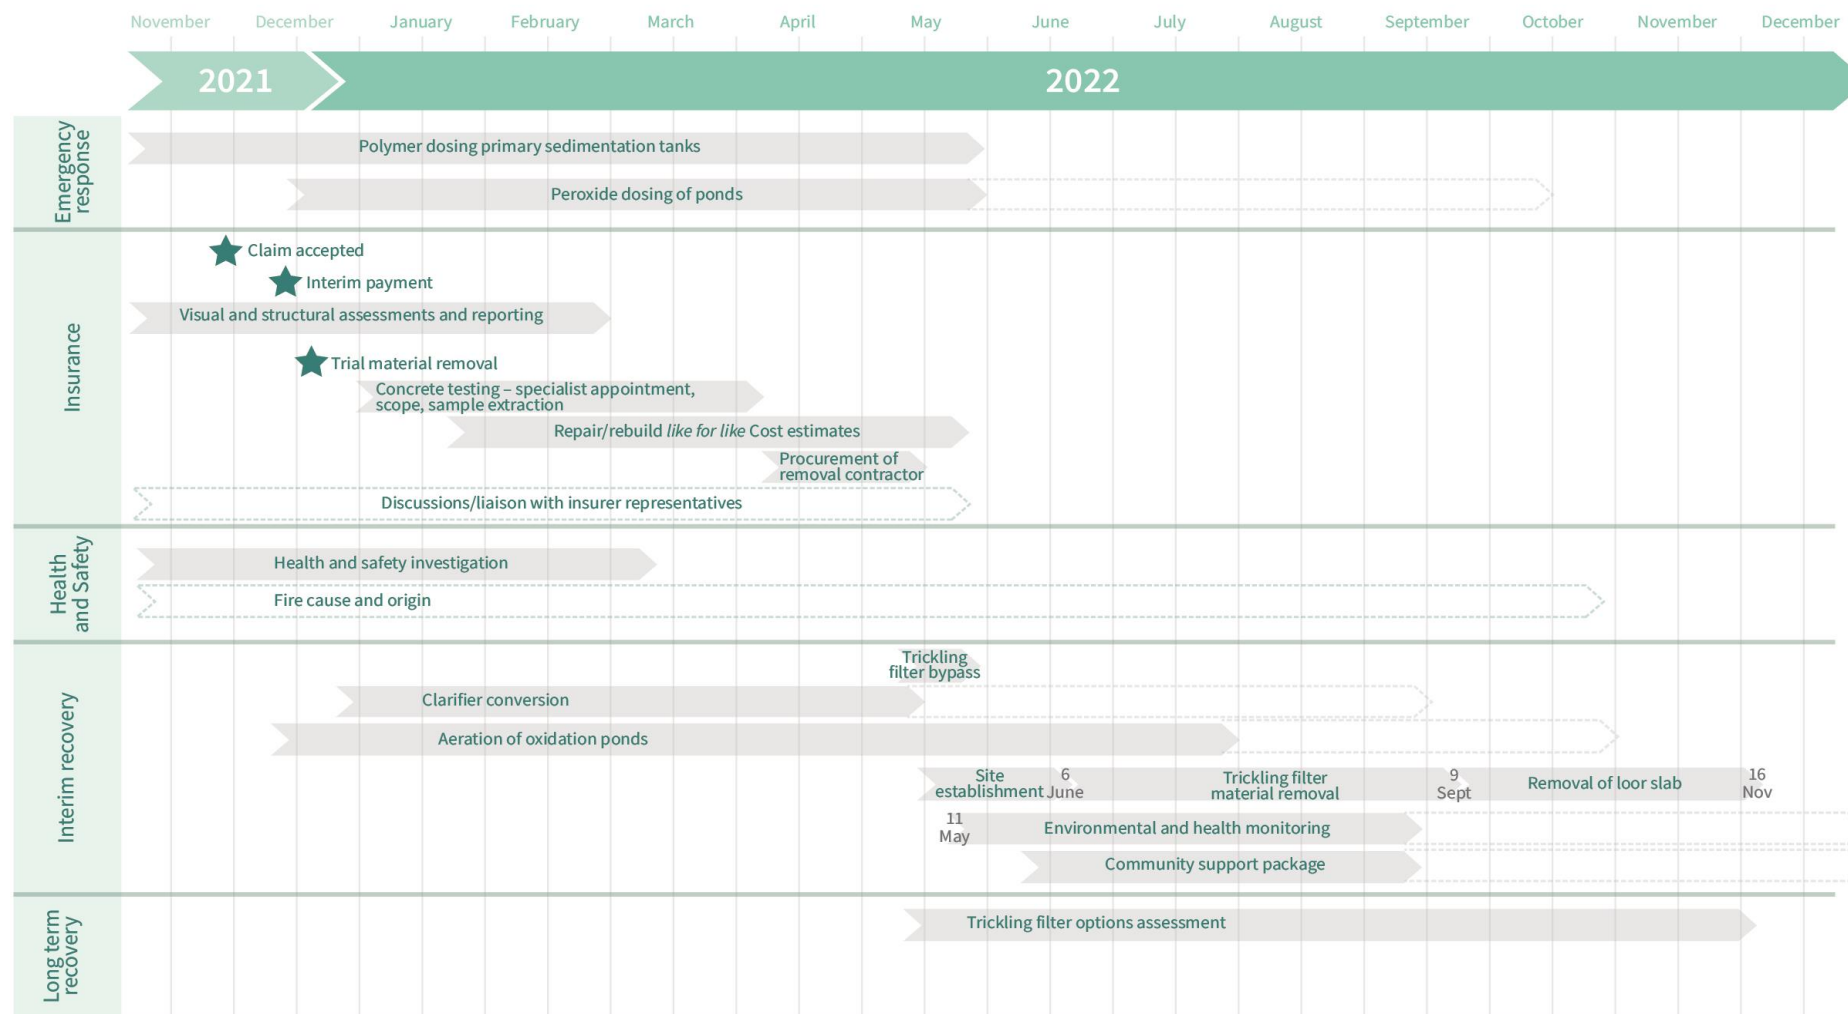 November December January February March April May June July August September October November December
2021 2022
Emergency
response
Polymer dosing primary sedimentation tanks
Peroxide dosing of ponds
Insurance
Claim accepted
Interim payment
Visual and structural assessments and reporting
Trial material removal
Concrete testing – specialist appointment,
scope, sample extraction
Repair/rebuild like for like Cost estimates
Procurement of
removal contractor
Discussions/liaison with insurer representatives
Health
and Safety
Health and safety investigation
Fire cause and origin
Interim recovery
Trickling
filter bypass
Clarifier conversion
Aeration of oxidation ponds
Site
establishment
6
June
Trickling filter
material removal
9
Sept
Removal of loor slab
16
Nov
11
May
Environmental and health monitoring
Community support package
Long term
recovery
Trickling filter options assessment